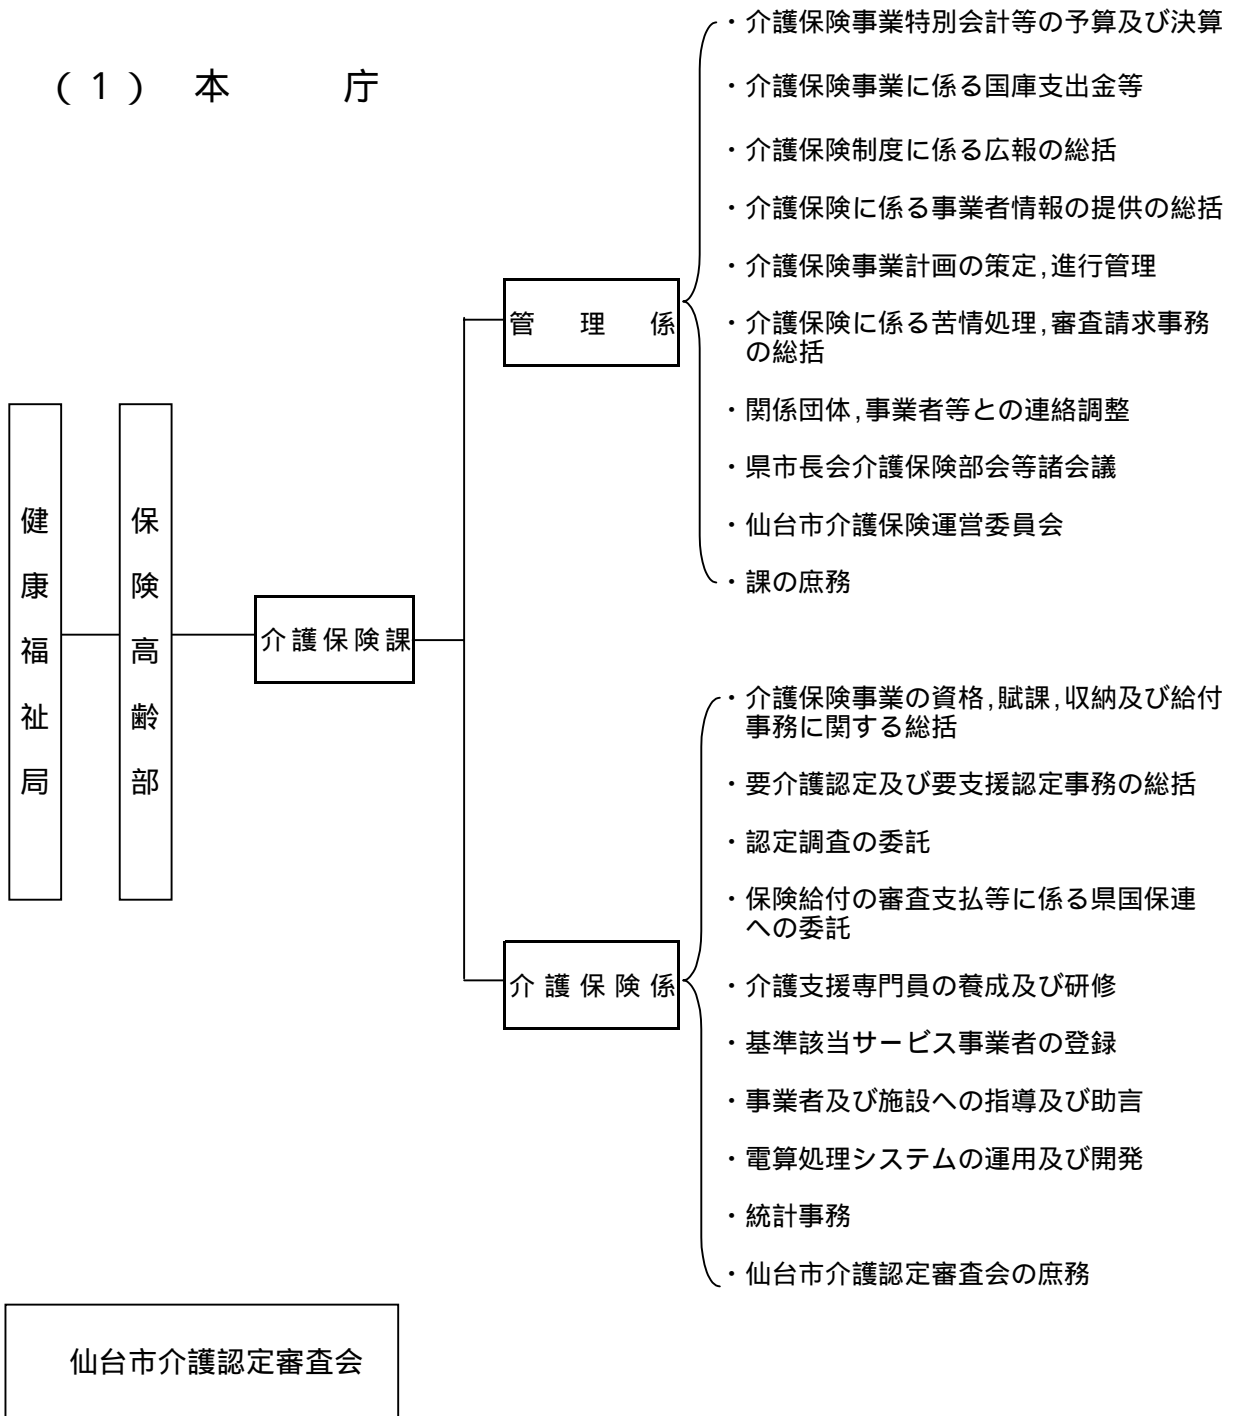 (1) 本 庁
健康福祉局
保険高齢部
介護保険課
管理係
・介護保険事業特別会計等の予算及び決算
・介護保険事業に係る国庫支出金等
・介護保険制度に係る広報の総括
・介護保険に係る事業者情報の提供の総括
・介護保険事業計画の策定,進行管理
・介護保険に係る苦情処理,審査請求事務
の総括
・関係団体,事業者等との連絡調整
・県市長会介護保険部会等諸会議
・仙台市介護保険運営委員会
・課の庶務
介護保険係
・介護保険事業の資格,賦課,収納及び給付
事務に関する総括
・要介護認定及び要支援認定事務の総括
・認定調査の委託
・保険給付の審査支払等に係る県国保連
への委託
・介護支援専門員の養成及び研修
・基準該当サービス事業者の登録
・事業者及び施設への指導及び助言
・電算処理システムの運用及び開発
・統計事務
・仙台市介護認定審査会の庶務
仙台市介護認定審査会